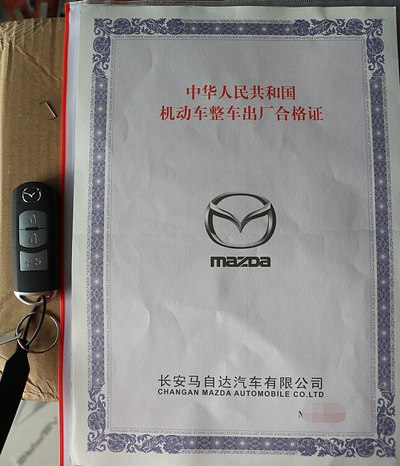 中华人民共和国
机动车整车出厂合格证
mazda
长安马自达汽车有限公司
CHANGAN MAZDA AUTOMOBILE CO.LTD
N